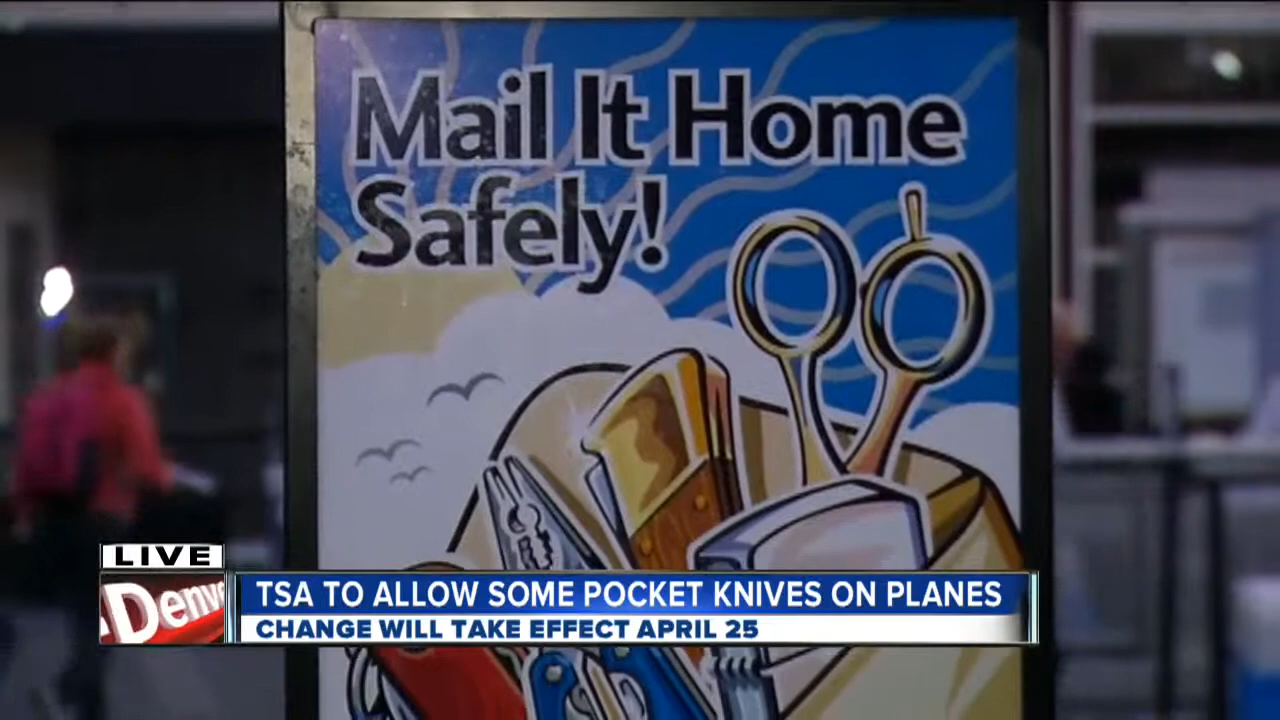 Mail It Home
Safely!
LIVE
Denve
TSA TO ALLOW SOME POCKET KNIVES ON PLANES
CHANGE WILL TAKE EFFECT APRIL 25